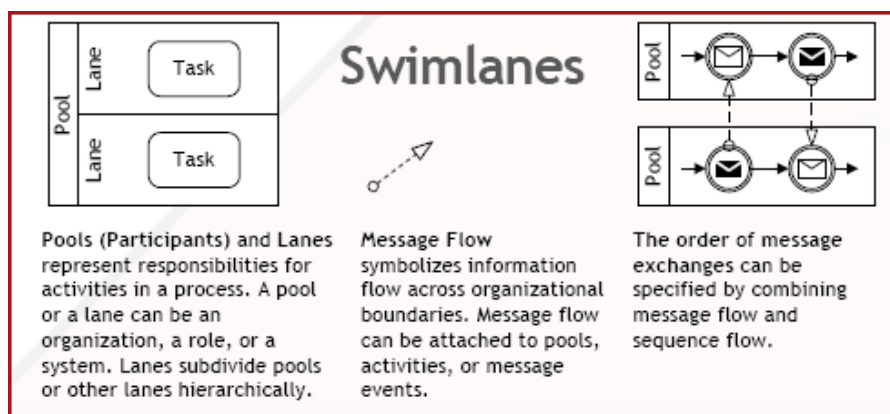 Swimlanes
Pool
Lane
Task
Lane
Task
Pool
Pool
Pools (Participants) and Lanes
represent responsibilities for
activities in a process. A pool
or a lane can be an
organization, a role, or a
system. Lanes subdivide pools
or other lanes hierarchically.
Message Flow
symbolizes information
flow across organizational
boundaries. Message flow
can be attached to pools,
activities, or message
events.
The order of message
exchanges can be
specified by combining
message flow and
sequence flow.